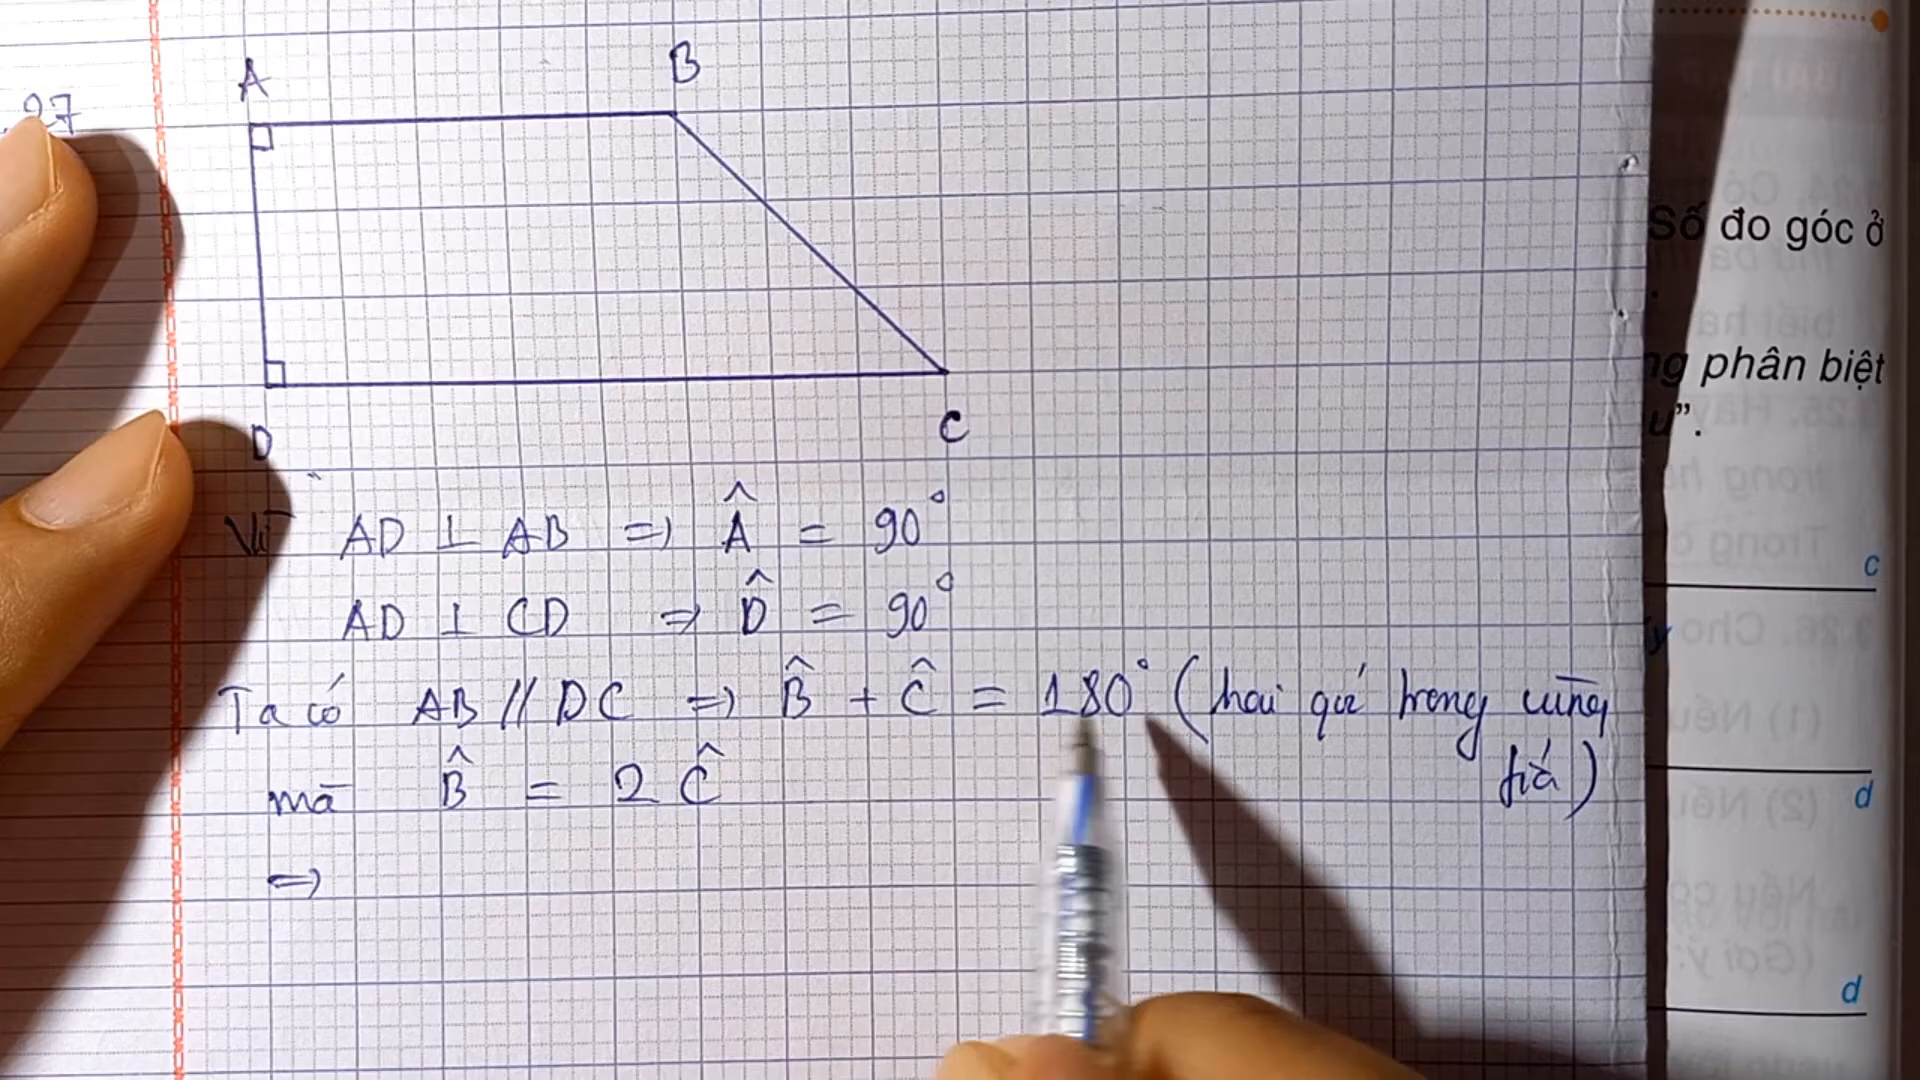 .27
A
B
D
C
Vì AD ⊥ AB => Â = 90°
AD ⊥ CD => D̂ = 90°
Ta có AB // DC => B̂ + Ĉ = 180° (hai góc trong cùng
phía)
mà B̂ = 2 Ĉ
=>
Số đo góc ở
phân biệt
”.
c
d
d